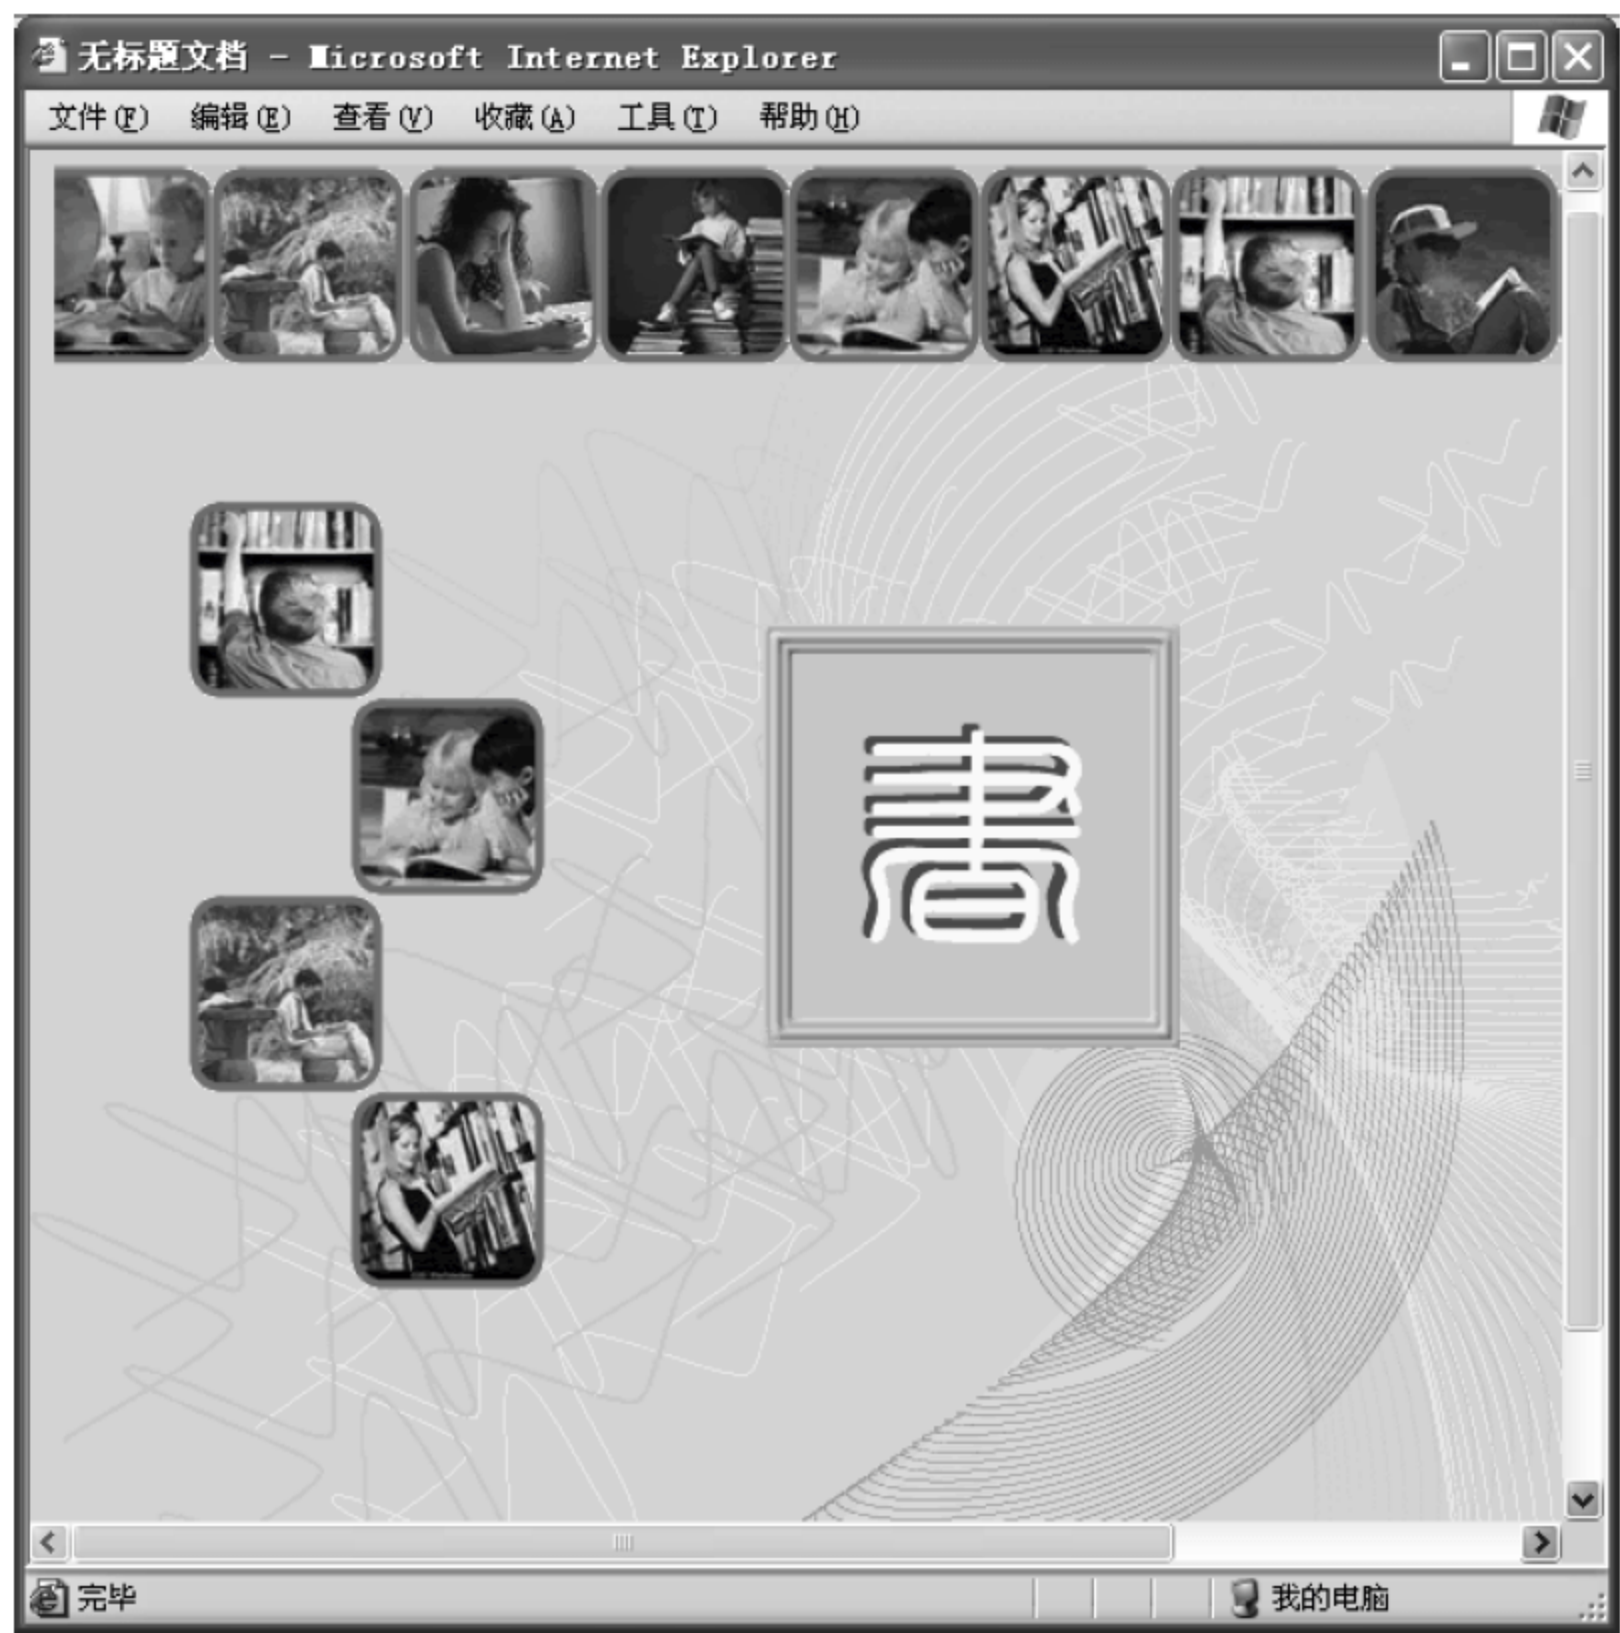 无标题文档 - Microsoft Internet Explorer
文件(F) 编辑(E) 查看(V) 收藏(A) 工具(T) 帮助(H)
書
完毕 我的电脑